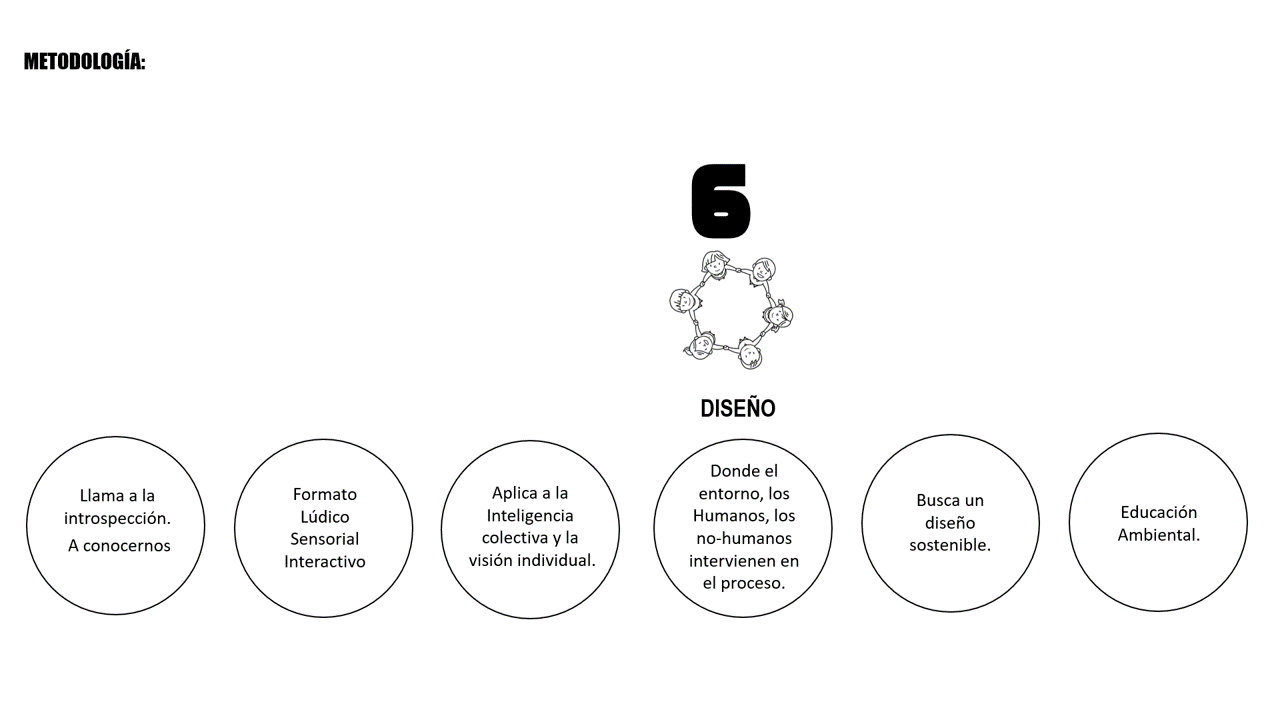 METODOLOGÍA:
6
DISEÑO
Llama a la
introspección.
A conocernos
Formato
Lúdico
Sensorial
Interactivo
Aplica a la
Inteligencia
colectiva y la
visión individual.
Donde el
entorno, los
Humanos, los
no-humanos
intervienen en
el proceso.
Busca un
diseño
sostenible.
Educación
Ambiental.